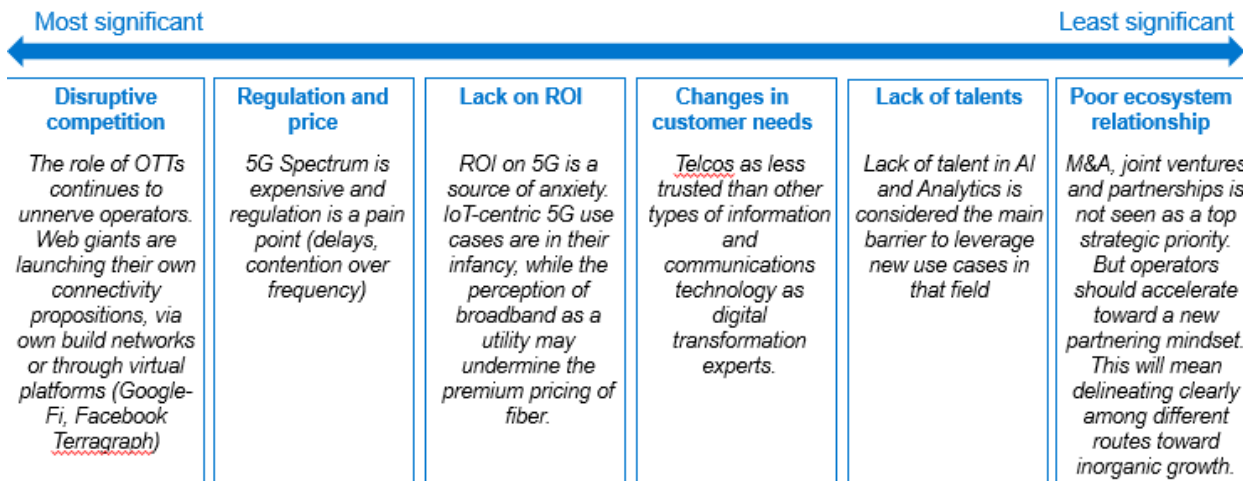 Most significant
Least significant
Disruptive
competition
The role of OTTs
continues to
unnerve operators.
Web giants are
launching their own
connectivity
propositions, via
own build networks
or through virtual
platforms (Google-
Fi, Facebook
Terragraph)
Regulation and
price
5G Spectrum is
expensive and
regulation is a pain
point (delays,
contention over
frequency)
Lack on ROI
ROI on 5G is a
source of anxiety.
IoT-centric 5G use
cases are in their
infancy, while the
perception of
broadband as a
utility may
undermine the
premium pricing of
fiber.
Changes in
customer needs
Telcos as less
trusted than other
types of information
and
communications
technology as
digital
transformation
experts.
Lack of talents
Lack of talent in AI
and Analytics is
considered the main
barrier to leverage
new use cases in
that field
Poor ecosystem
relationship
M&A, joint ventures
and partnerships is
not seen as a top
strategic priority.
But operators
should accelerate
toward a new
partnering mindset.
This will mean
delineating clearly
among different
routes toward
inorganic growth.